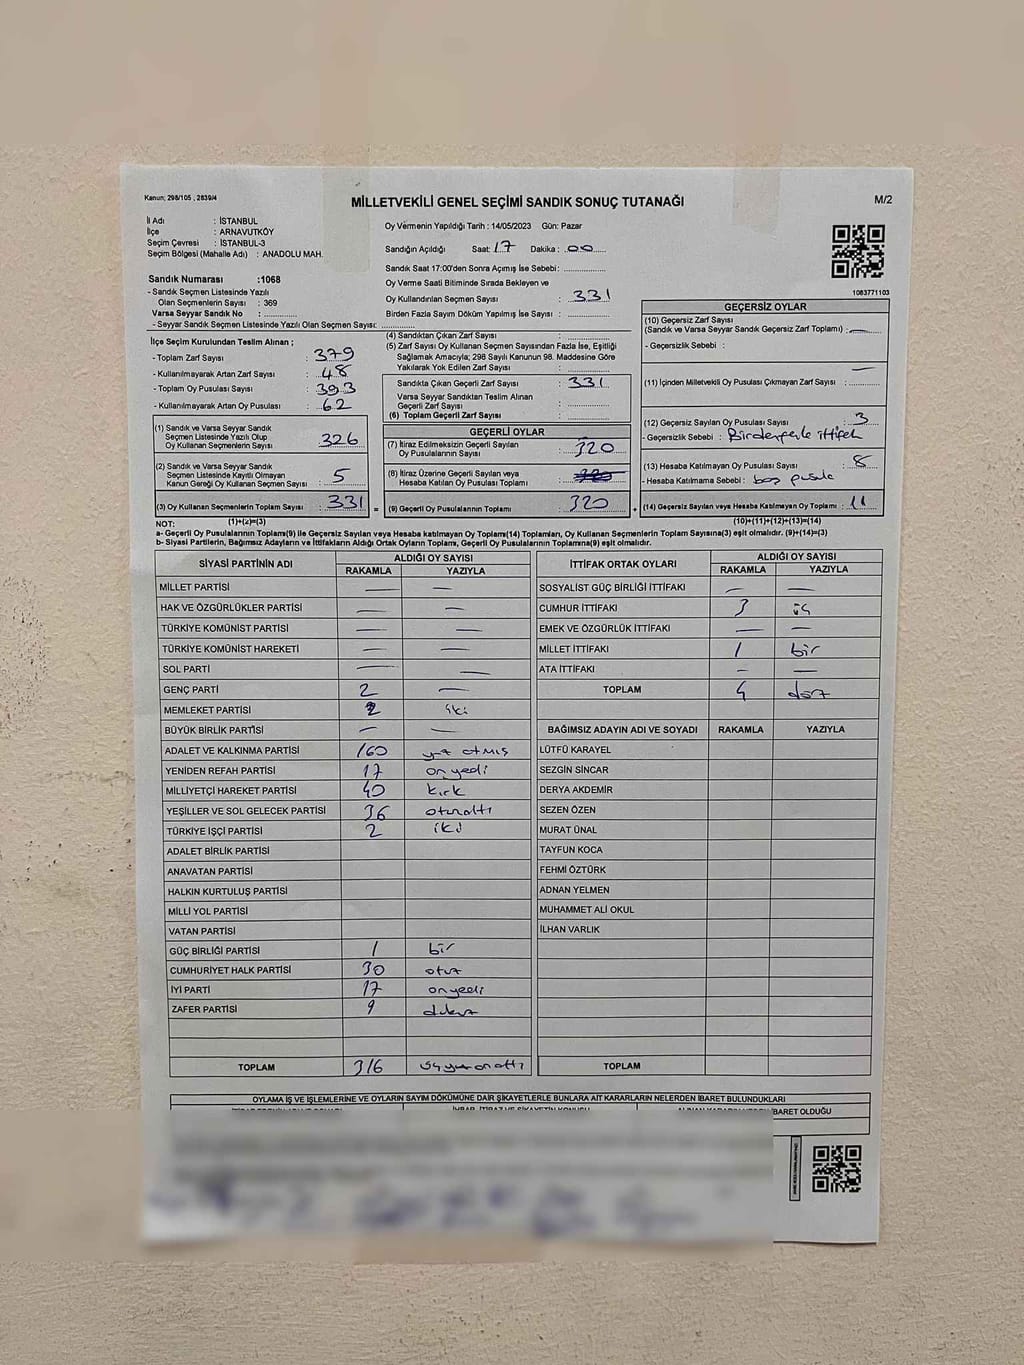 Kanun; 298/105 , 2839/4
MİLLETVEKİLİ GENEL SEÇİMİ SANDIK SONUÇ TUTANAĞI
M/2
İl Adı : İSTANBUL
İlçe : ARNAVUTKÖY
Seçim Çevresi : İSTANBUL-3
Seçim Bölgesi (Mahalle Adı) : ANADOLU MAH.
Sandık Numarası :1068
- Sandık Seçmen Listesinde Yazılı
Olan Seçmenlerin Sayısı : 369
Varsa Seyyar Sandık No :
- Seyyar Sandık Seçmen Listesinde Yazılı Olan Seçmen Sayısı:
İlçe Seçim Kurulundan Teslim Alınan ;
- Toplam Zarf Sayısı : 379
- Kullanılmayarak Artan Zarf Sayısı : 48
- Toplam Oy Pusulası Sayısı : 393
- Kullanılmayarak Artan Oy Pusulası : 62
(1) Sandık ve Varsa Seyyar Sandık
Seçmen Listesinde Yazılı Olup
Oy Kullanan Seçmenlerin Sayısı : 326
(2) Sandık ve Varsa Seyyar Sandık
Seçmen Listesinde Kayıtlı Olmayan
Kanun Gereği Oy Kullanan Seçmen Sayısı : 5
(3) Oy Kullanan Seçmenlerin Toplam Sayısı : 331
Oy Vermenin Yapıldığı Tarih : 14/05/2023 Gün: Pazar
Sandığın Açıldığı Saat: 17 Dakika : 00
Sandık Saat 17:00'den Sonra Açımış İse Sebebi:
Oy Verme Saati Bitiminde Sırada Bekleyen ve
Oy Kullandırılan Seçmen Sayısı : 331
Birden Fazla Sayım Döküm Yapılmış İse Sayısı :
(4) Sandıktan Çıkan Zarf Sayısı :
(5) Zarf Sayısı Oy Kullanan Seçmen Sayısından Fazla İse, Eşitliği
Sağlamak Amacıyla; 298 Sayılı Kanunun 98. Maddesine Göre
Yakılarak Yok Edilen Zarf Sayısı :
Sandıkta Çıkan Geçerli Zarf Sayısı : 331
Varsa Seyyar Sandıktan Teslim Alınan
Geçerli Zarf Sayısı :
(6) Toplam Geçerli Zarf Sayısı :
GEÇERLİ OYLAR
(7) İtiraz Edilmeksizin Geçerli Sayılan
Oy Pusulalarının Sayısı : 320
(8) İtiraz Üzerine Geçerli Sayılan veya
Hesaba Katılan Oy Pusulası Toplamı :
= (9) Geçerli Oy Pusulalarının Toplamı : 320 +
1083771103
GEÇERSİZ OYLAR
(10) Geçersiz Zarf Sayısı
(Sandık ve Varsa Seyyar Sandık Geçersiz Zarf Toplamı) : —
- Geçersizlik Sebebi :
—
(11) İçinden Milletvekili Oy Pusulası Çıkmayan Zarf Sayısı :
(12) Geçersiz Sayılan Oy Pusulası Sayısı : 3
- Geçersizlik Sebebi :
(13) Hesaba Katılmayan Oy Pusulası Sayısı : 8
- Hesaba Katılmama Sebebi : boş pusula
(14) Geçersiz Sayılan veya Hesaba Katılmayan Oy Toplamı : 11
NOT: (1)+(2)=(3) (10)+(11)+(12)+(13)=(14)
a- Geçerli Oy Pusulalarının Toplamı(9) ile Geçersiz Sayılan veya Hesaba katılmayan Oy Toplam(14) Toplamları, Oy Kullanan Seçmenlerin Toplam Sayısına(3) eşit olmalıdır. (9)+(14)=(3)
b- Siyasi Partilerin, Bağımsız Adayların ve İttifakların Aldığı Ortak Oyların Toplamı, Geçerli Oy Pusulalarının Toplamına(9) eşit olmalıdır.
SİYASİ PARTİNİN ADI ALDIĞI OY SAYISI
RAKAMLA YAZIYLA
MİLLET PARTİSİ — —
HAK VE ÖZGÜRLÜKLER PARTİSİ — —
TÜRKİYE KOMÜNİST PARTİSİ — —
TÜRKİYE KOMÜNİST HAREKETİ — —
SOL PARTİ — —
GENÇ PARTİ 2 —
MEMLEKET PARTİSİ 2 iki
BÜYÜK BİRLİK PARTİSİ — —
ADALET VE KALKINMA PARTİSİ 160 yüz otmış
YENİDEN REFAH PARTİSİ 17 onyedi
MİLLİYETÇİ HAREKET PARTİSİ 40 kırk
YEŞİLLER VE SOL GELECEK PARTİSİ 36 oturaltı
TÜRKİYE İŞÇİ PARTİSİ 2 iki
ADALET BİRLİK PARTİSİ
ANAVATAN PARTİSİ
HALKIN KURTULUŞ PARTİSİ
MİLLİ YOL PARTİSİ
VATAN PARTİSİ
GÜÇ BİRLİĞİ PARTİSİ 1 bir
CUMHURİYET HALK PARTİSİ 30 otuz
İYİ PARTİ 17 onyedi
ZAFER PARTİSİ 9 dokuz
TOPLAM 316 üçyüzonaltı
İTTİFAK ORTAK OYLARI ALDIĞI OY SAYISI
RAKAMLA YAZIYLA
SOSYALİST GÜÇ BİRLİĞİ İTTİFAKI — —
CUMHUR İTTİFAKI 3 üç
EMEK VE ÖZGÜRLÜK İTTİFAKI — —
MİLLET İTTİFAKI 1 bir
ATA İTTİFAKI — —
TOPLAM 4 dört
BAĞIMSIZ ADAYIN ADI VE SOYADI RAKAMLA YAZIYLA
LÜTFÜ KARAYEL
SEZGİN SİNCAR
DERYA AKDEMİR
SEZEN ÖZEN
MURAT ÜNAL
TAYFUN KOCA
FEHMİ ÖZTÜRK
ADNAN YELMEN
MUHAMMET ALİ OKUL
İLHAN VARLIK
TOPLAM
OYLAMA İŞ VE İŞLEMLERİNE VE OYLARIN SAYIM DÖKÜMÜNE DAİR ŞİKAYETLERLE BUNLARA AİT KARARLARIN NELERDEN İBARET BULUNDUKLARI